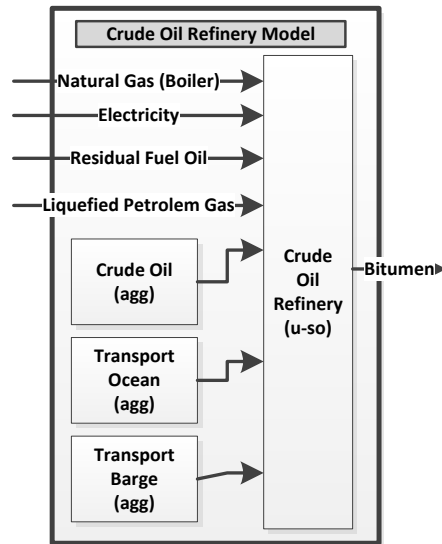 Crude Oil Refinery Model
Natural Gas (Boiler)
Electricity
Residual Fuel Oil
Liquefied Petrolem Gas
Crude Oil
(agg)
Transport
Ocean
(agg)
Transport
Barge
(agg)
Crude
Oil
Refinery
(u-so)
Bitumen